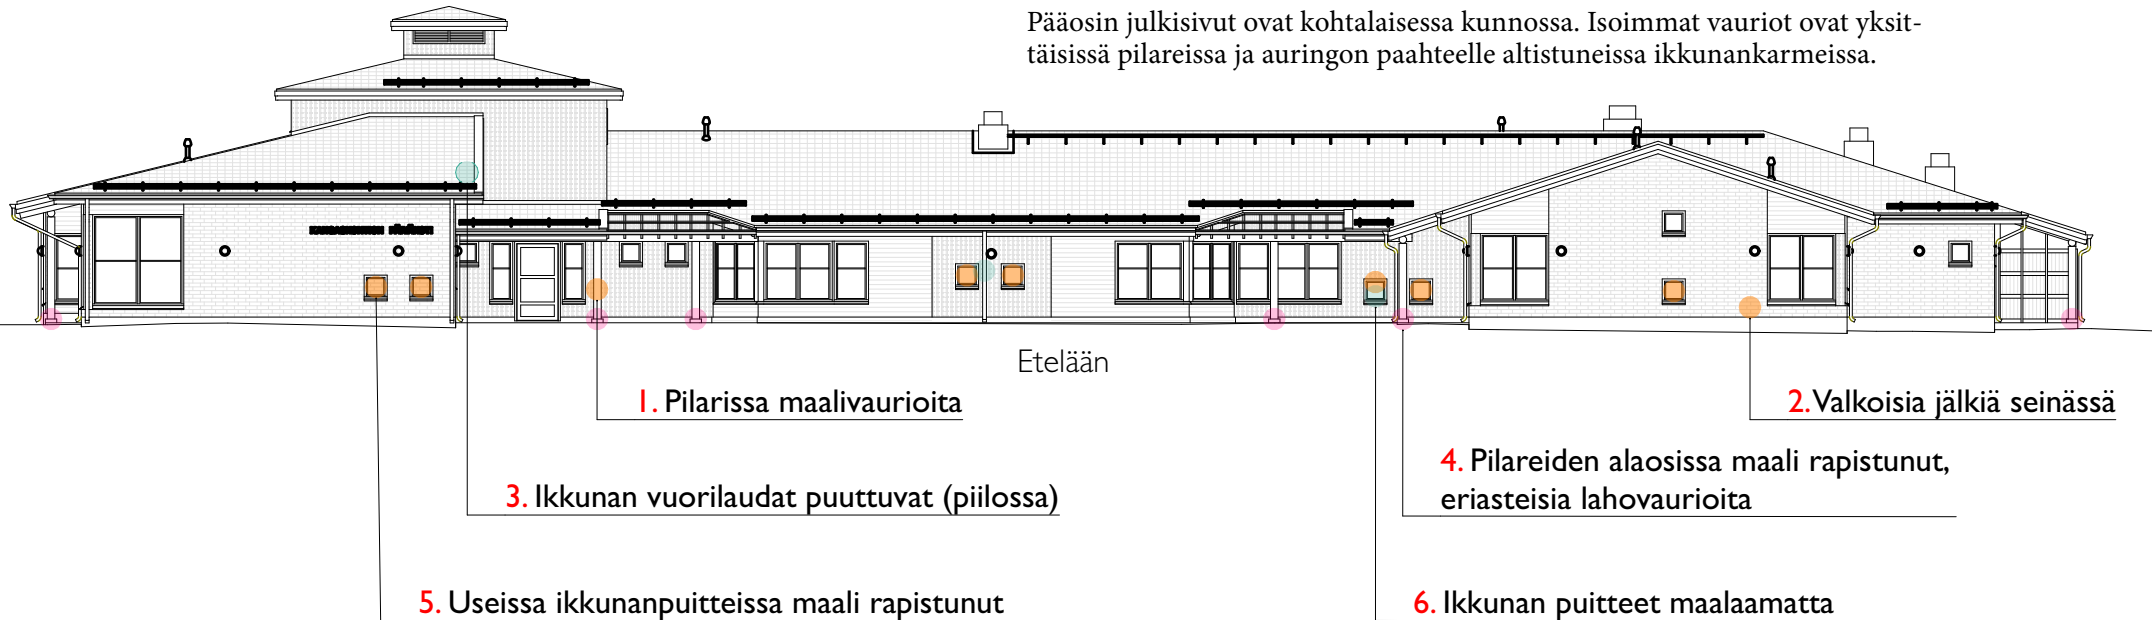 Pääosin julkisivut ovat kohtalaisessa kunnossa. Isoimmat vauriot ovat yksit-
täisissä pilareissa ja auringon paahteelle altistuneissa ikkunankarmeissa.
Etelään
1. Pilarissa maalivaurioita
2. Valkoisia jälkiä seinässä
3. Ikkunan vuorilaudat puuttuvat (piilossa)
4. Pilareiden alaosissa maali rapistunut,
eriasteisia lahovaurioita
5. Useissa ikkunanpuitteissa maali rapistunut
6. Ikkunan puitteet maalaamatta